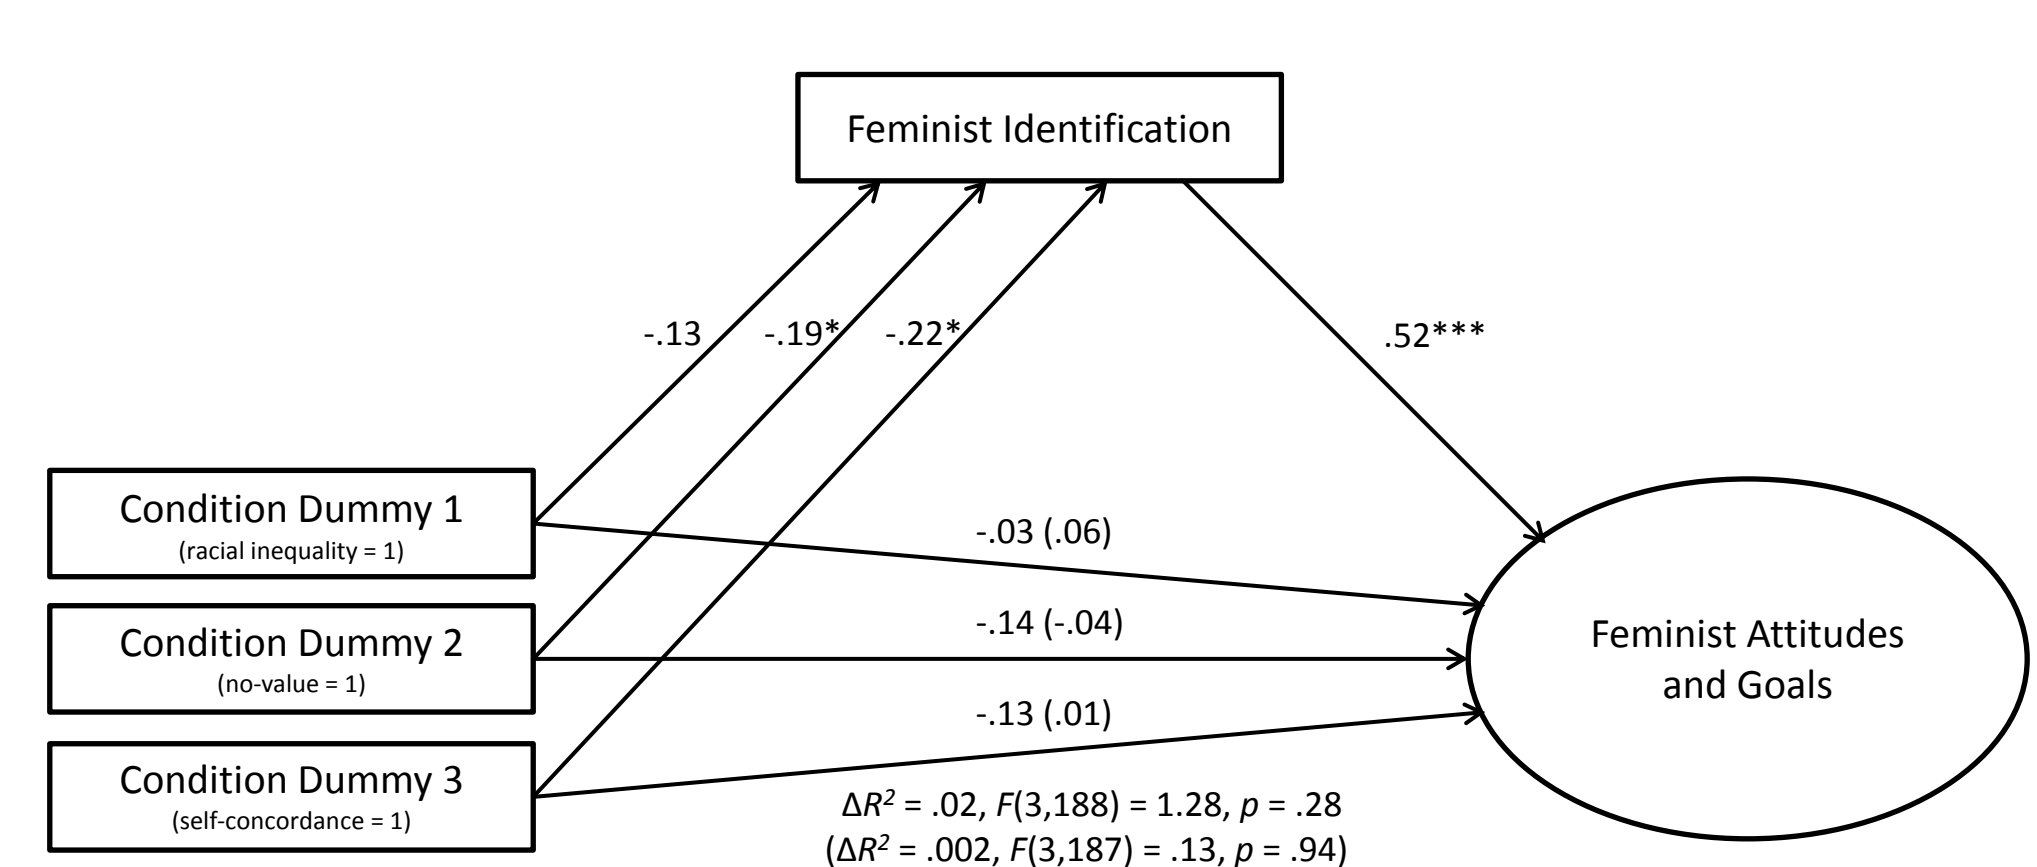 Feminist Identification
-.13
-.19*
-.22*
.52***
Condition Dummy 1
(racial inequality = 1)
-.03 (.06)
Condition Dummy 2
(no-value = 1)
-.14 (-.04)
Feminist Attitudes
and Goals
Condition Dummy 3
(self-concordance = 1)
-.13 (.01)
ΔR² = .02, F(3,188) = 1.28, p = .28
(ΔR² = .002, F(3,187) = .13, p = .94)